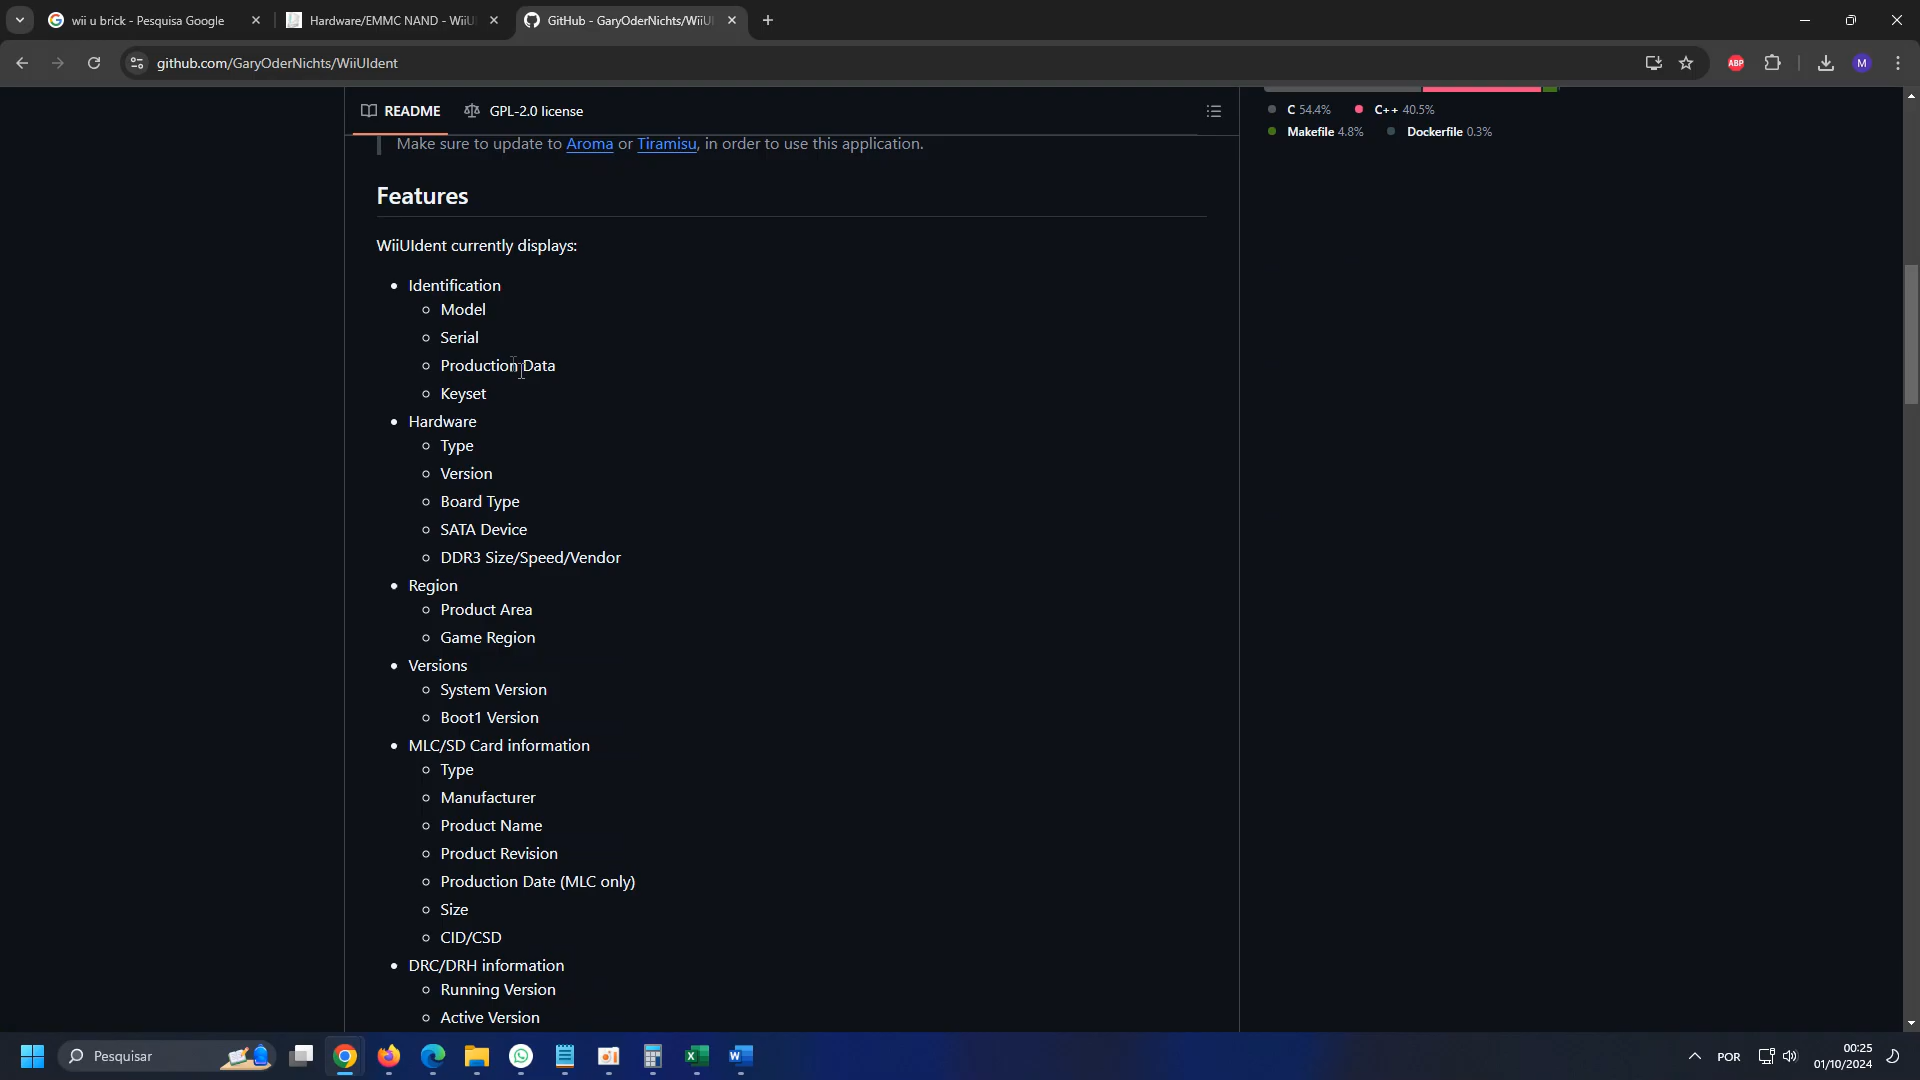 wii u brick - Pesquisa Google
Hardware/EMMC NAND - WiiU
GitHub - GaryOderNichts/WiiUI
github.com/GaryOderNichts/WiiUIdent
ABP
M
README
GPL-2.0 license
C 54.4%
C++ 40.5%
Makefile 4.8%
Dockerfile 0.3%
Make sure to update to Aroma or Tiramisu, in order to use this application.
Features
WiiUIdent currently displays:
Identification
Model
Serial
Production Data
Keyset
Hardware
Type
Version
Board Type
SATA Device
DDR3 Size/Speed/Vendor
Region
Product Area
Game Region
Versions
System Version
Boot1 Version
MLC/SD Card information
Type
Manufacturer
Product Name
Product Revision
Production Date (MLC only)
Size
CID/CSD
DRC/DRH information
Running Version
Active Version
Pesquisar
POR
00:25
01/10/2024